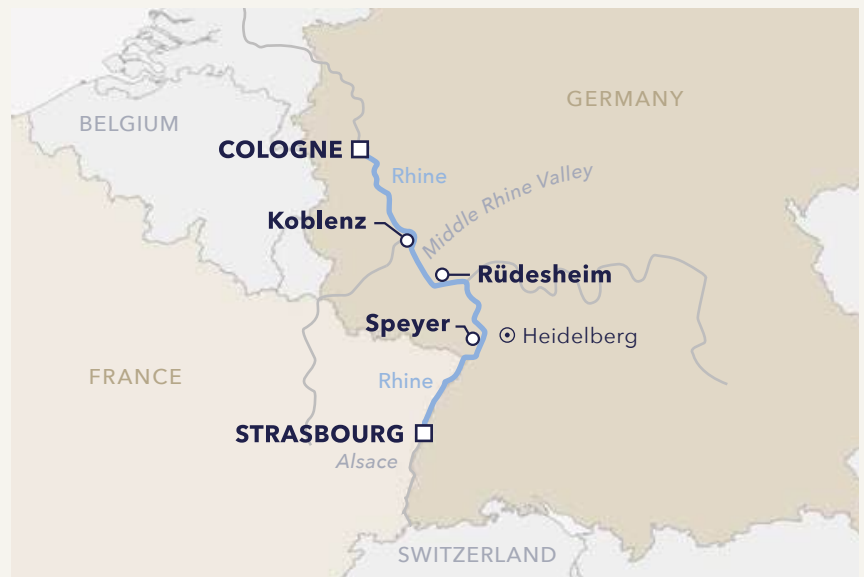 GERMANY
BELGIUM
COLOGNE
Rhine
Middle Rhine Valley
Koblenz
Rüdesheim
Speyer
Heidelberg
FRANCE
Rhine
STRASBOURG
Alsace
SWITZERLAND